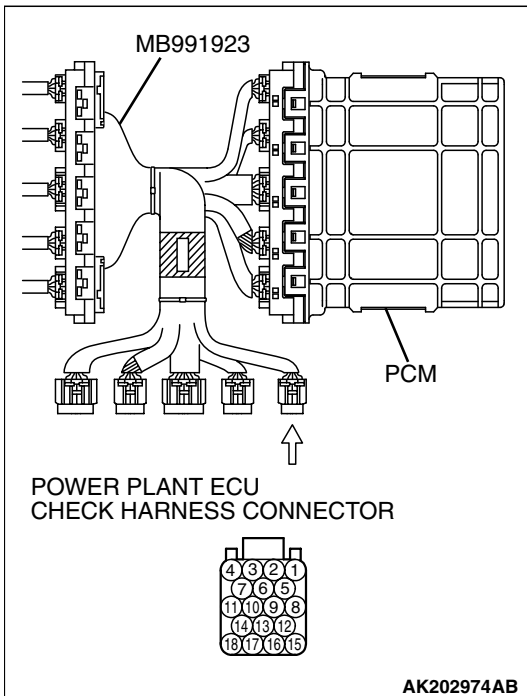 MB991923
PCM
POWER PLANT ECU
CHECK HARNESS CONNECTOR
4 3 2 1
7 6 5
11 10 9 8
14 13 12
18 17 16 15
AK202974AB